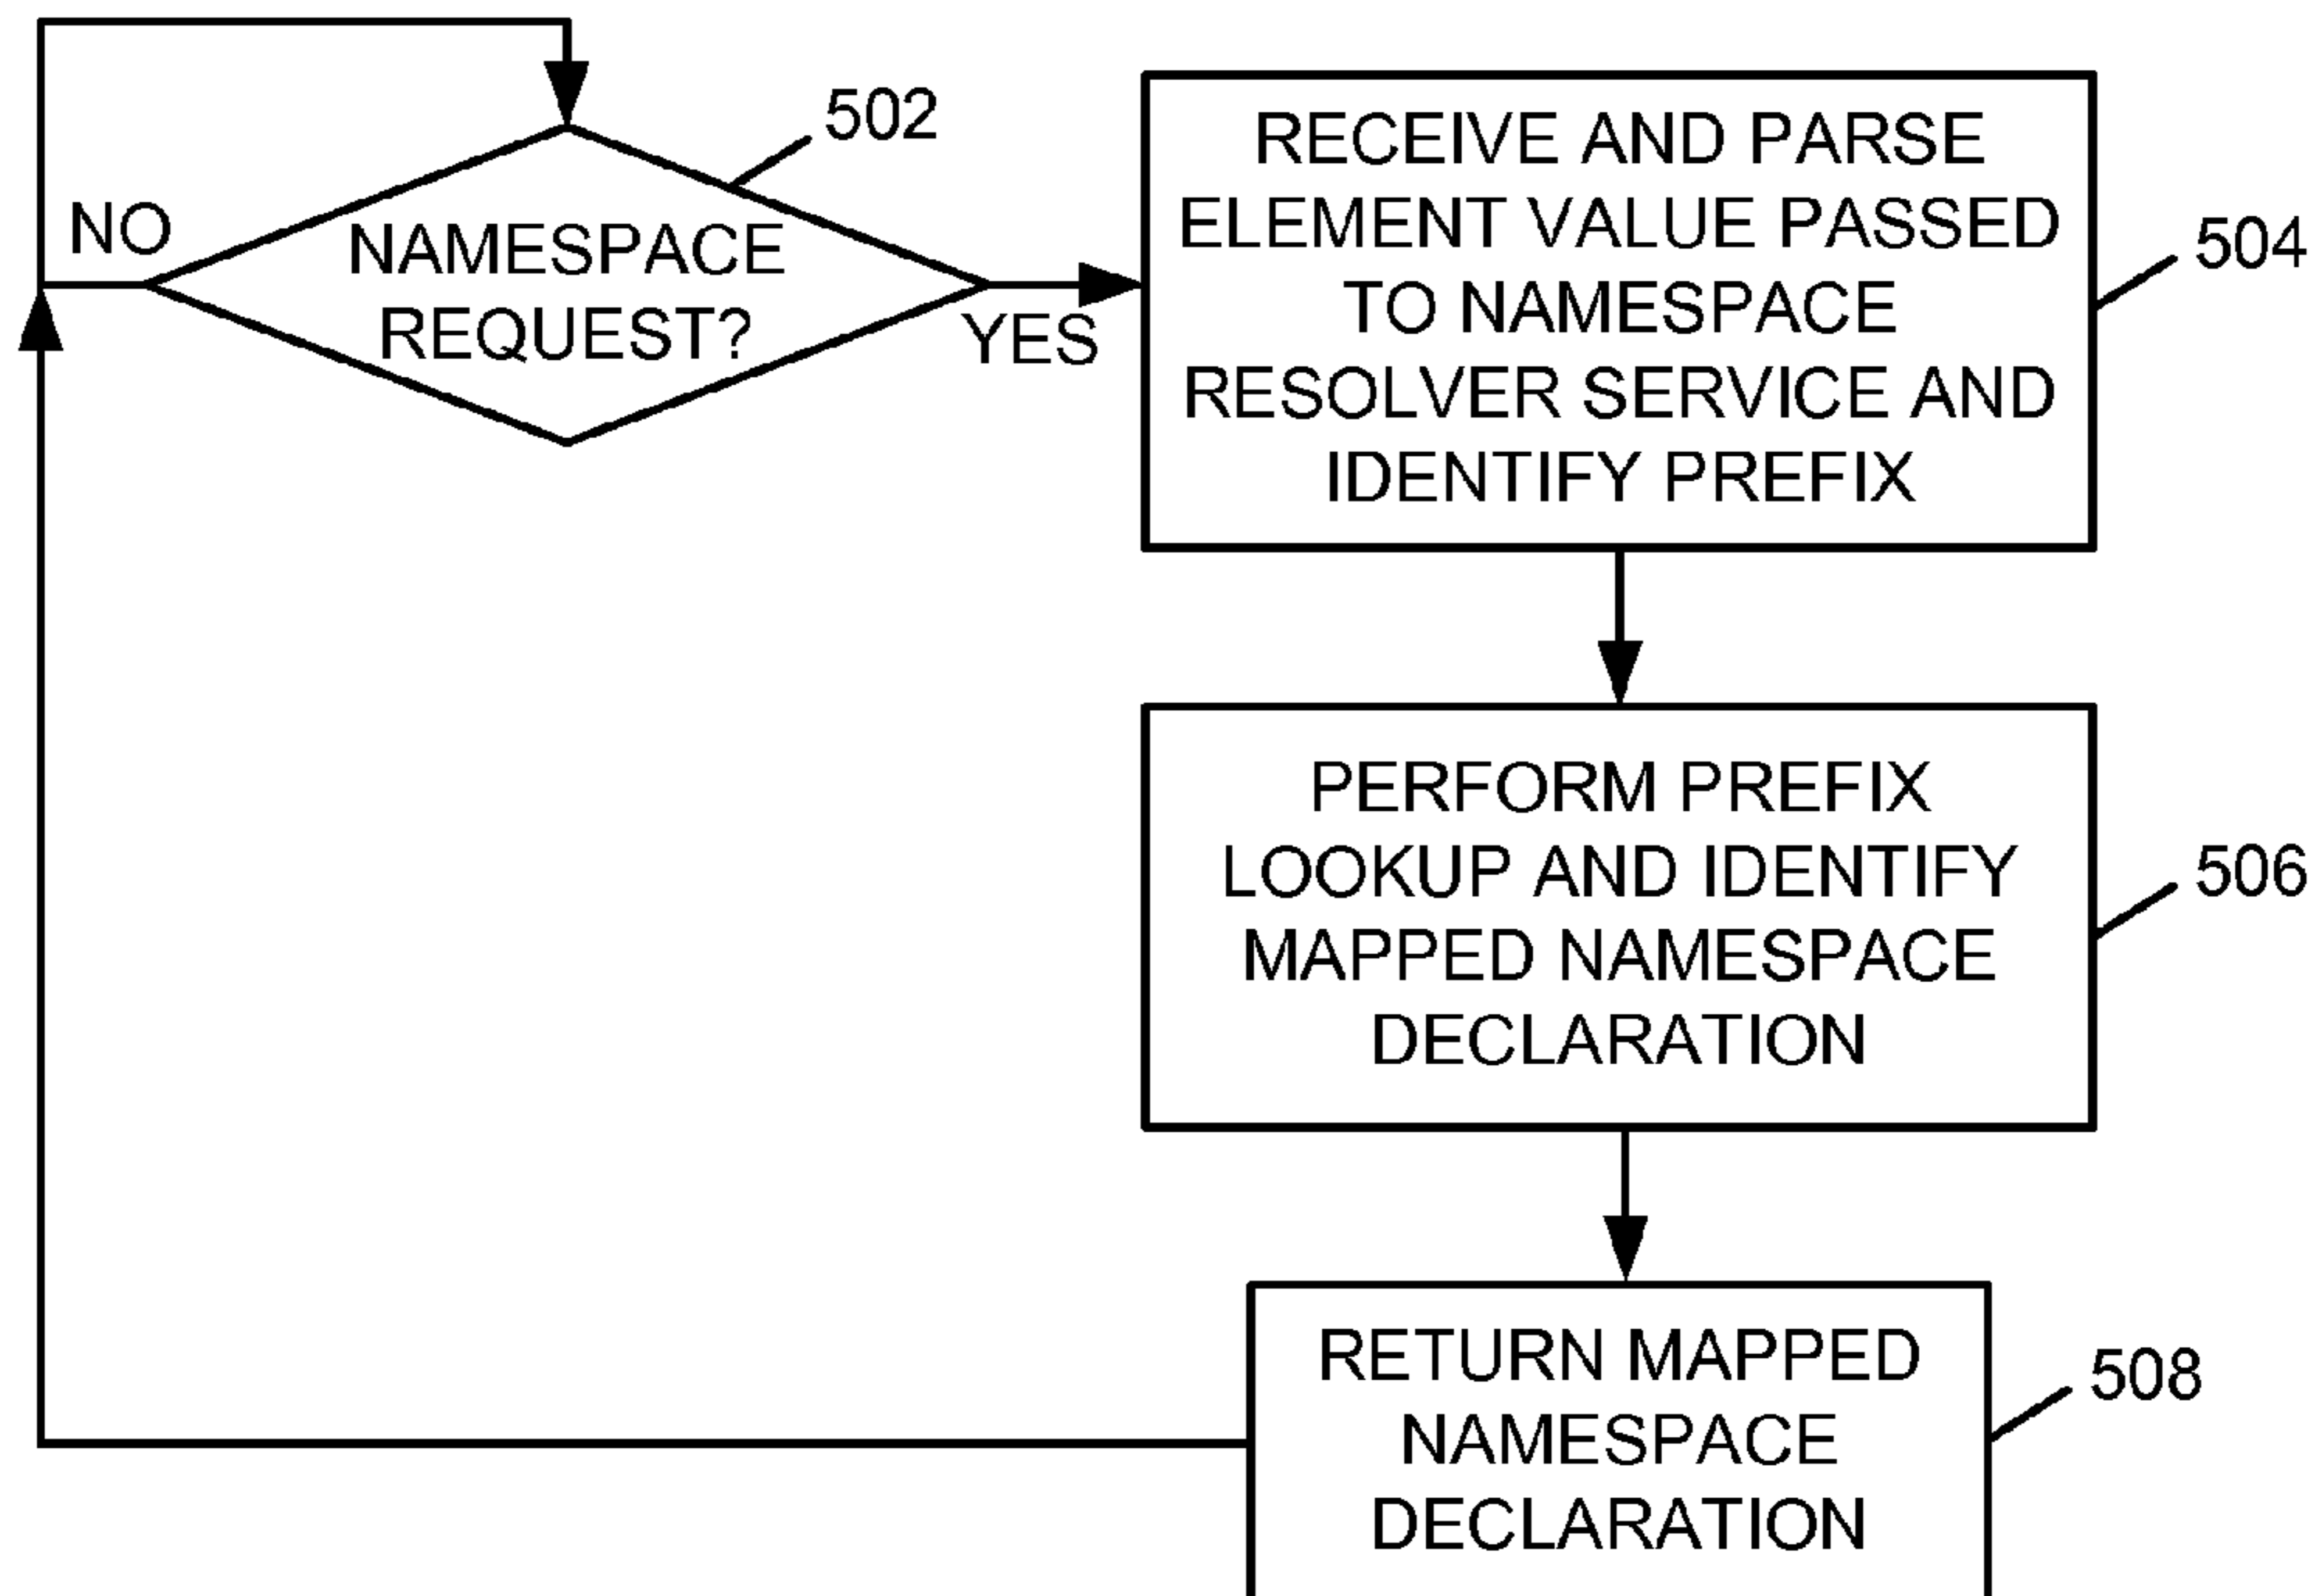 502
NO
NAMESPACE
REQUEST?
YES
RECEIVE AND PARSE
ELEMENT VALUE PASSED
TO NAMESPACE
RESOLVER SERVICE AND
IDENTIFY PREFIX
504
PERFORM PREFIX
LOOKUP AND IDENTIFY
MAPPED NAMESPACE
DECLARATION
506
RETURN MAPPED
NAMESPACE
DECLARATION
508